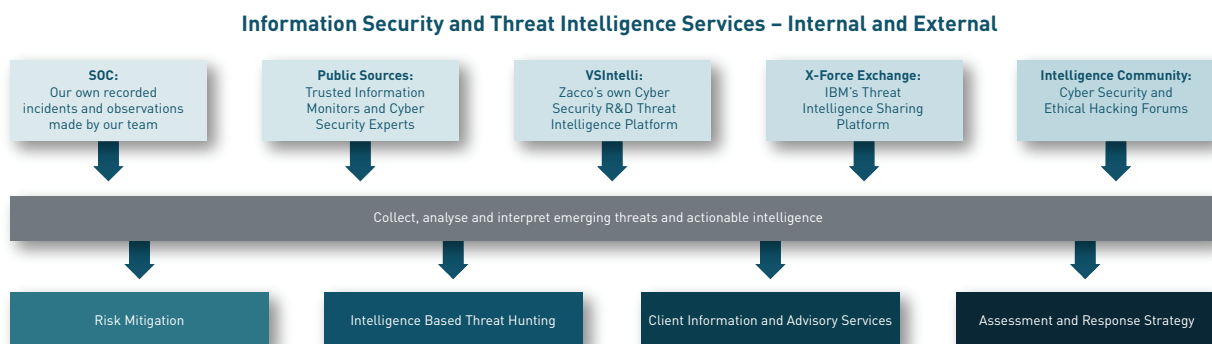 Information Security and Threat Intelligence Services – Internal and External
SOC:
Our own recorded
incidents and observations
made by our team
Public Sources:
Trusted Information
Monitors and Cyber
Security Experts
VSIntelli:
Zacco's own Cyber
Security R&D Threat
Intelligence Platform
X-Force Exchange:
IBM's Threat
Intelligence Sharing
Platform
Intelligence Community:
Cyber Security and
Ethical Hacking Forums
Collect, analyse and interpret emerging threats and actionable intelligence
Risk Mitigation
Intelligence Based Threat Hunting
Client Information and Advisory Services
Assessment and Response Strategy